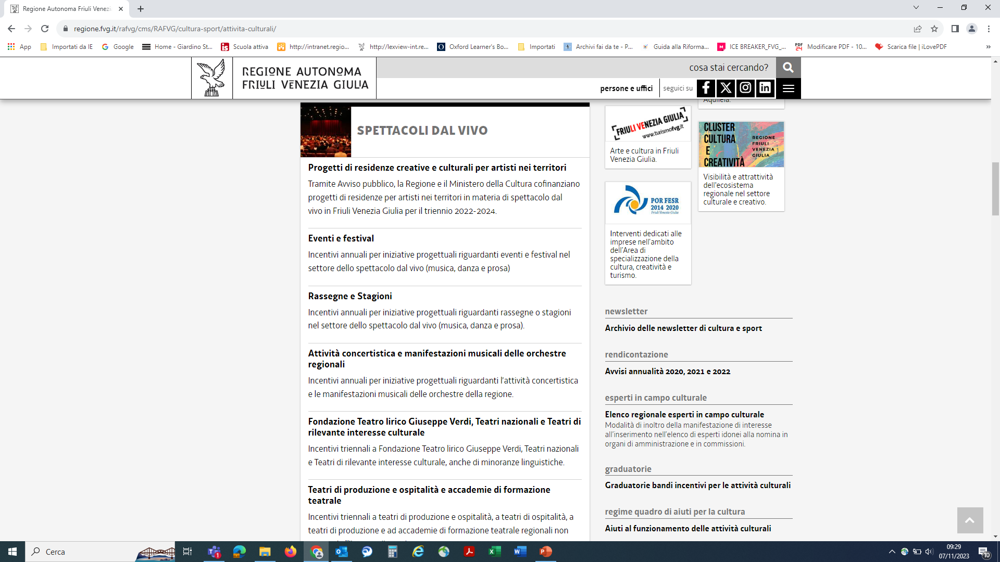 Regione Autonoma Friuli Venezi
regione.fvg.it/rafvg/cms/RAFVG/cultura-sport/attivita-culturali/
App
Importati da IE
Google
Home - Giardino St...
Scuola attiva
http://intranet.regio...
http://lexview-int.re...
Oxford Learner's Bo...
Importati
Archivi fai da te - P...
Guida alla Riforma...
ICE BREAKER_FVG_...
Modificare PDF - 10...
Scarica file | iLovePDF
»
REGIONE AUTONOMA
FRIULI VENEZIA GIULIA
cosa stai cercando?
persone e uffici
seguici su
SPETTACOLI DAL VIVO
Progetti di residenze creative e culturali per artisti nei territori
Tramite Avviso pubblico, la Regione e il Ministero della Cultura cofinanziano
progetti di residenze per artisti nei territori in materia di spettacolo dal
vivo in Friuli Venezia Giulia per il triennio 2022-2024.
Eventi e festival
Incentivi annuali per iniziative progettuali riguardanti eventi e festival nel
settore dello spettacolo dal vivo (musica, danza e prosa)
Rassegne e Stagioni
Incentivi annuali per iniziative progettuali riguardanti rassegne o stagioni
nel settore dello spettacolo dal vivo (musica, danza e prosa).
Attività concertistica e manifestazioni musicali delle orchestre
regionali
Incentivi annuali per iniziative progettuali riguardanti l'attività concertistica
e le manifestazioni musicali delle orchestre della regione.
Fondazione Teatro lirico Giuseppe Verdi, Teatri nazionali e Teatri di
rilevante interesse culturale
Incentivi triennali a Fondazione Teatro lirico Giuseppe Verdi, Teatri nazionali
e Teatri di rilevante interesse culturale, anche di minoranze linguistiche.
Teatri di produzione e ospitalità e accademie di formazione
teatrale
Incentivi triennali a teatri di produzione e ospitalità, a teatri di ospitalità, a
teatri di produzione e ad accademie di formazione teatrale regionali non
FRIULI VENEZIA GIULIA
www.turismofvg.it
Arte e cultura in Friuli
Venezia Giulia.
POR FESR
2014 2020
Friuli Venezia Giulia
Interventi dedicati alle
imprese nell'ambito
dell'Area di
specializzazione della
cultura, creatività e
turismo.
Aquileia.
CLUSTER
CULTURA
E
CREATIVITÀ
REGIONE
FRIULI
VENEZIA
GIULIA
Visibilità e attrattività
dell'ecosistema
regionale nel settore
culturale e creativo.
newsletter
Archivio delle newsletter di cultura e sport
rendicontazione
Avvisi annualità 2020, 2021 e 2022
esperti in campo culturale
Elenco regionale esperti in campo culturale
Modalità di inoltro della manifestazione di interesse
all'inserimento nell'elenco di esperti idonei alla nomina in
organi di amministrazione e in commissioni.
graduatorie
Graduatorie bandi incentivi per le attività culturali
regime quadro di aiuti per la cultura
Aiuti al funzionamento delle attività culturali
Cerca
09:29
07/11/2023
10